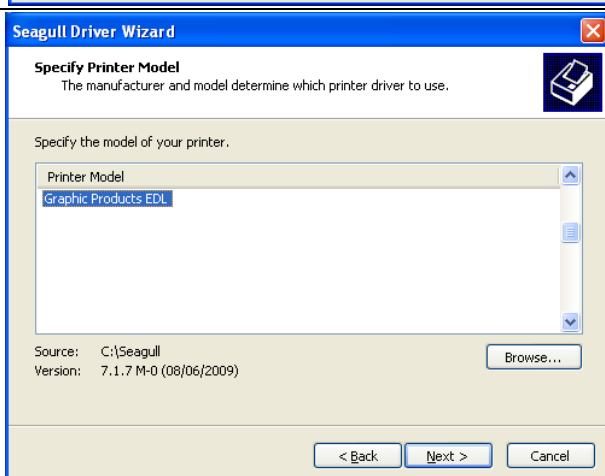 Seagull Driver Wizard
Specify Printer Model
The manufacturer and model determine which printer driver to use.
Specify the model of your printer.
Printer Model
Graphic Products EDL
Source: C:\Seagull
Browse...
Version: 7.1.7 M-0 (08/06/2009)
< Back Next > Cancel